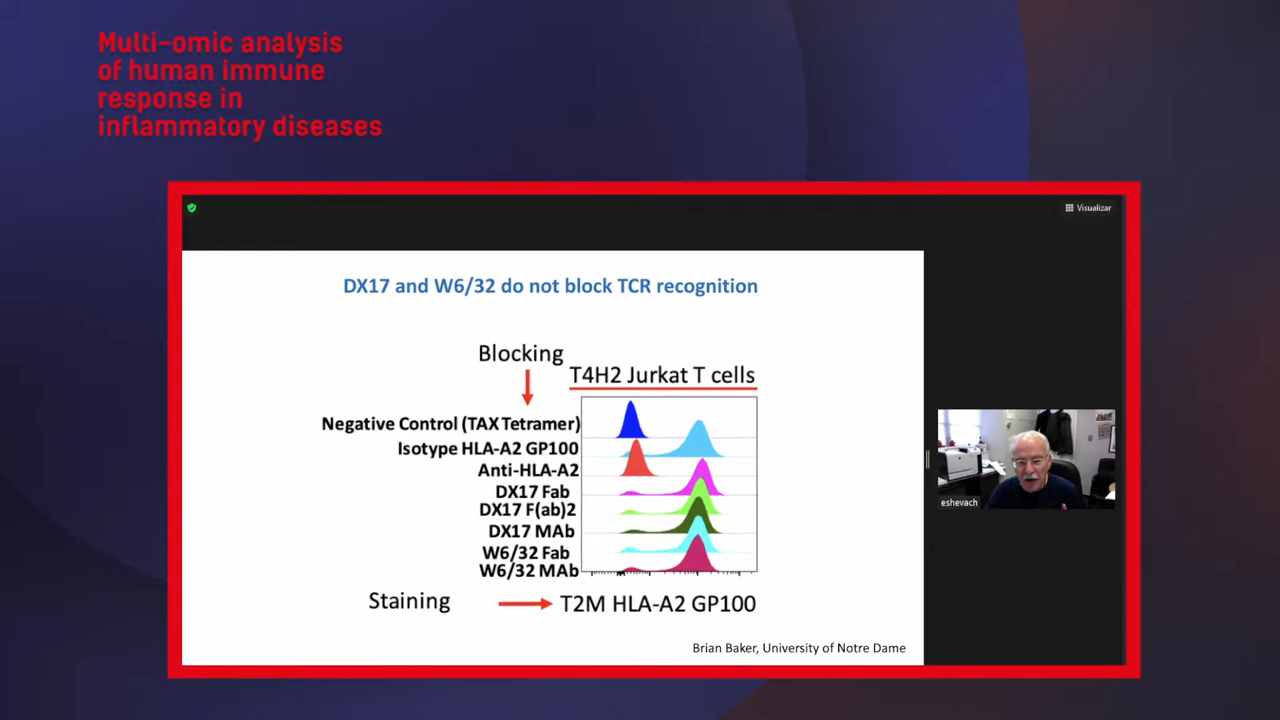 Multi-omic analysis
of human immune
response in
inflammatory diseases
Visualizar
DX17 and W6/32 do not block TCR recognition
Blocking
T4H2 Jurkat T cells
Negative Control (TAX Tetramer)
Isotype HLA-A2 GP100
Anti-HLA-A2
DX17 Fab
DX17 F(ab)2
DX17 MAb
W6/32 Fab
W6/32 MAb
Staining
T2M HLA-A2 GP100
Brian Baker, University of Notre Dame
eshevach